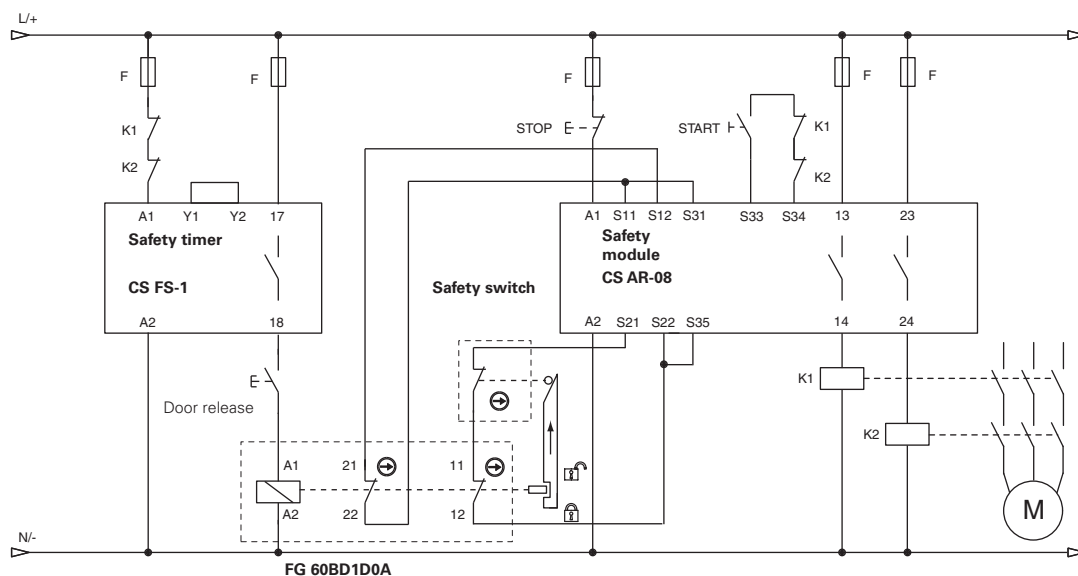 L/+
F
F
F
F
F
K1
K2
STOP
START
K1
K2
A1 Y1 Y2 17
Safety timer
CS FS-1
A2 18
A1 S11 S12 S31 S33 S34 13 23
Safety
module
CS AR-08
A2 S21 S22 S35 14 24
Safety switch
Door release
K1
K2
A1 21 11
A2 22 12
M
N/-
FG 60BD1D0A